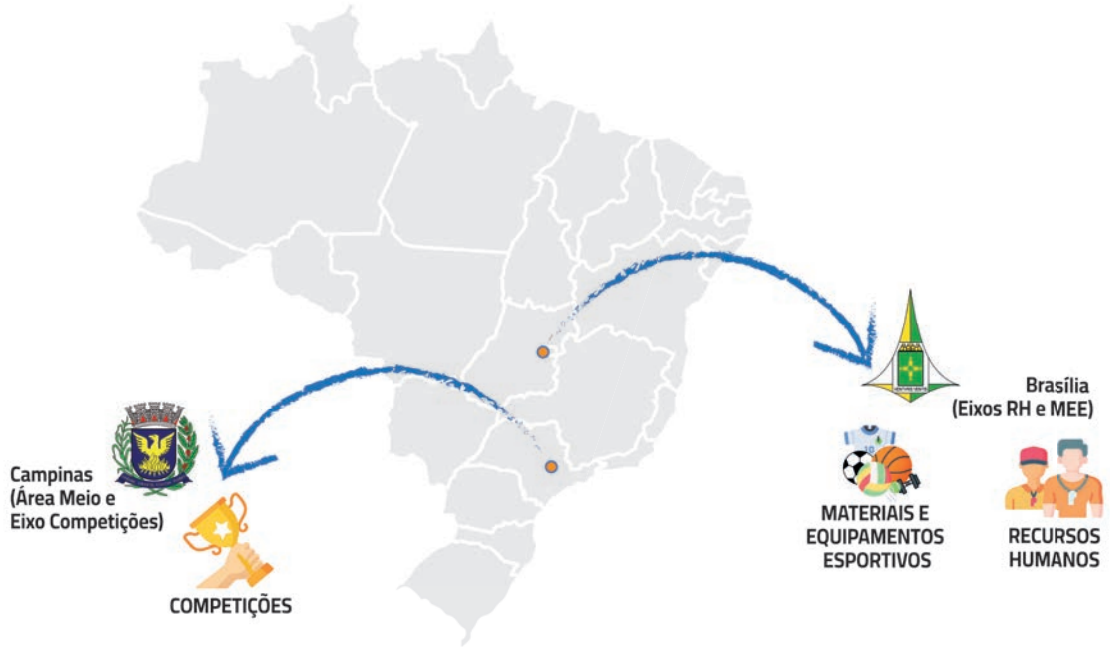 Campinas
(Área Meio e
Eixo Competições)
COMPETIÇÕES
Brasília
(Eixos RH e MEE)
MATERIAIS E
EQUIPAMENTOS
ESPORTIVOS
RECURSOS
HUMANOS